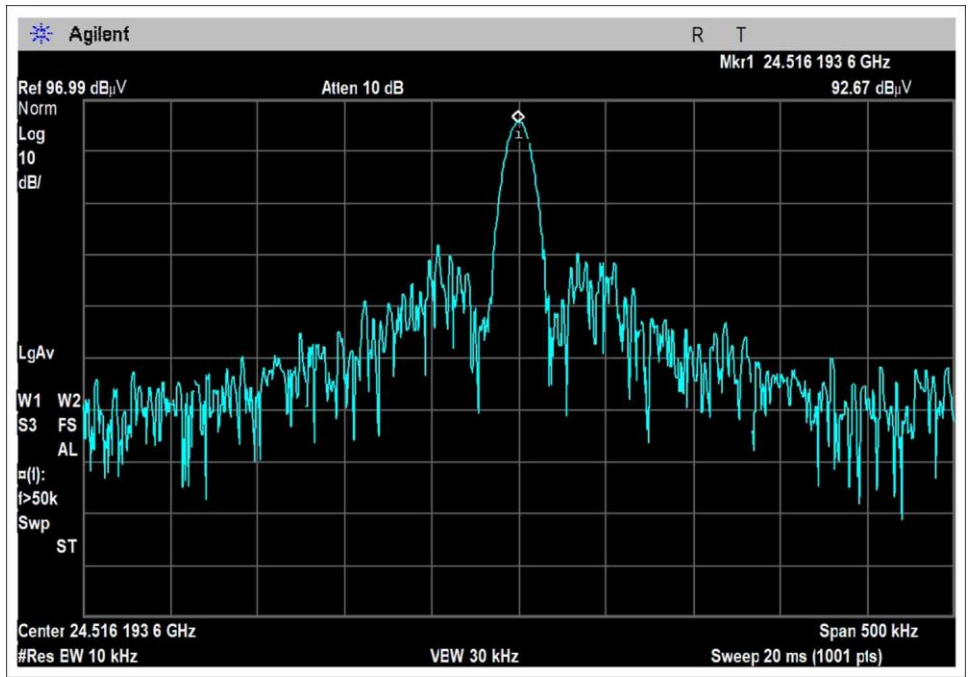 Agilent R T
Mkr1 24.516 193 6 GHz
Ref 96.99 dBµV Atten 10 dB 92.67 dBµV
Norm
Log
10
dB/
1
LgAv
W1 W2
S3 FS
AL
¤(f):
f>50k
Swp
ST
Center 24.516 193 6 GHz Span 500 kHz
#Res BW 10 kHz VBW 30 kHz Sweep 20 ms (1001 pts)